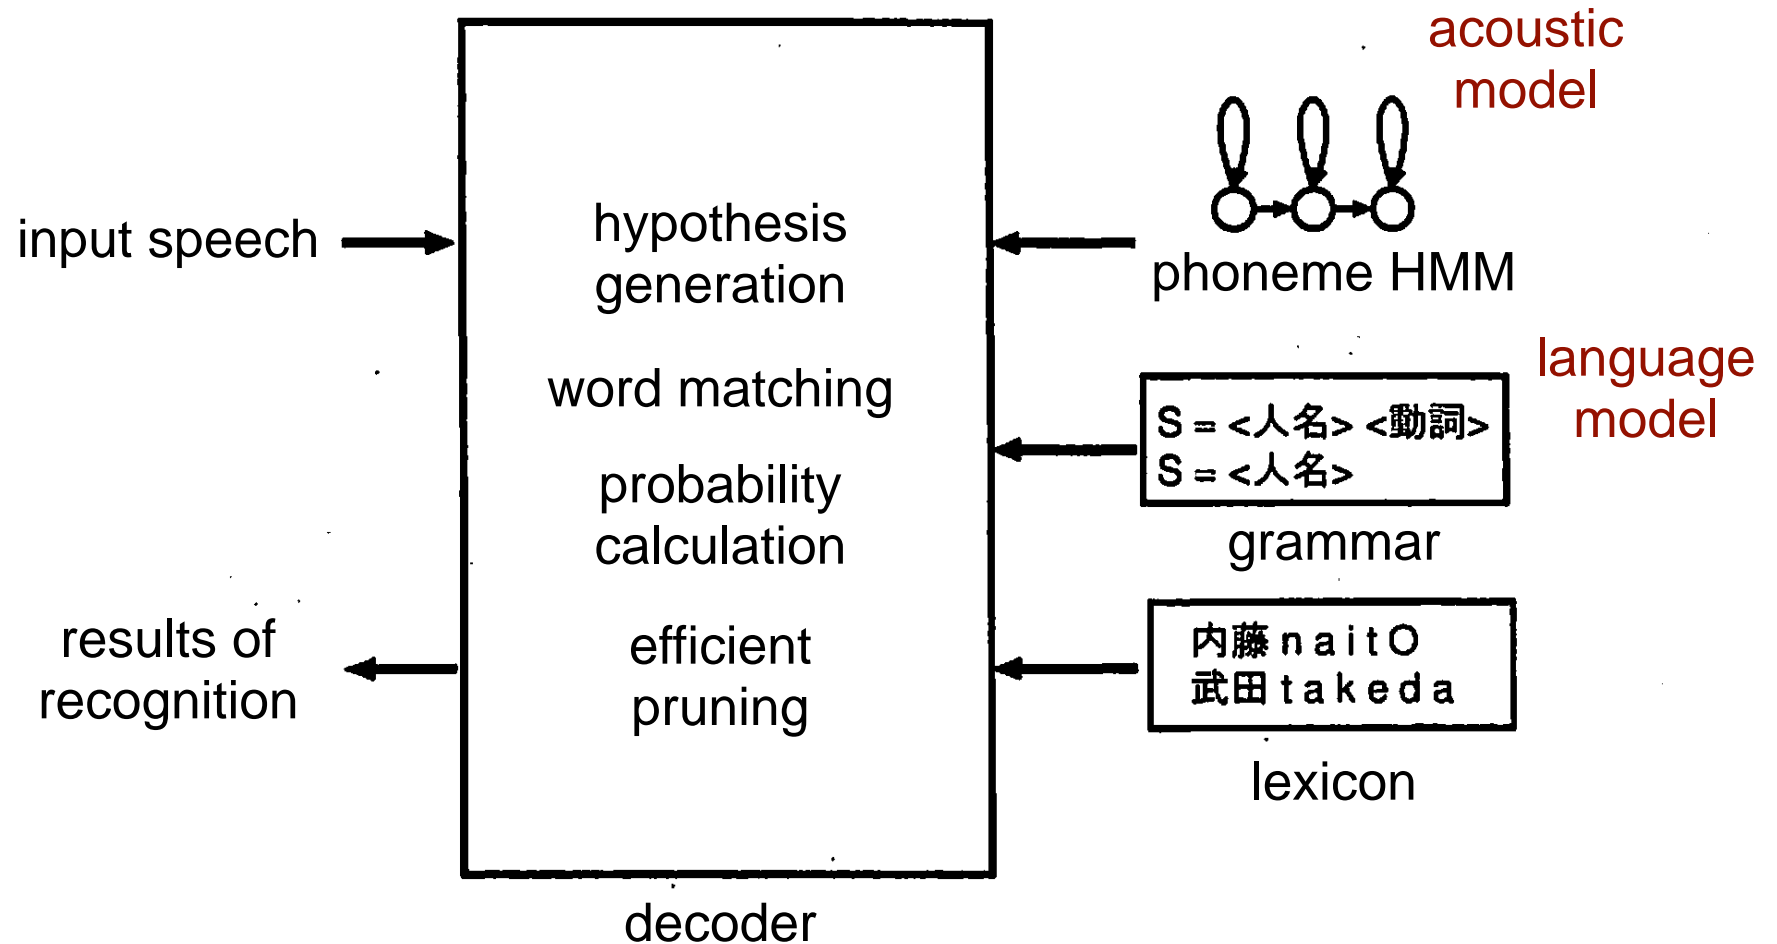 input speech
results of
recognition
hypothesis
generation
word matching
probability
calculation
efficient
pruning
decoder
acoustic
model
phoneme HMM
language
model
S = <人名> <動詞>
S = <人名>
grammar
内藤 n a i t O
武田 t a k e d a
lexicon